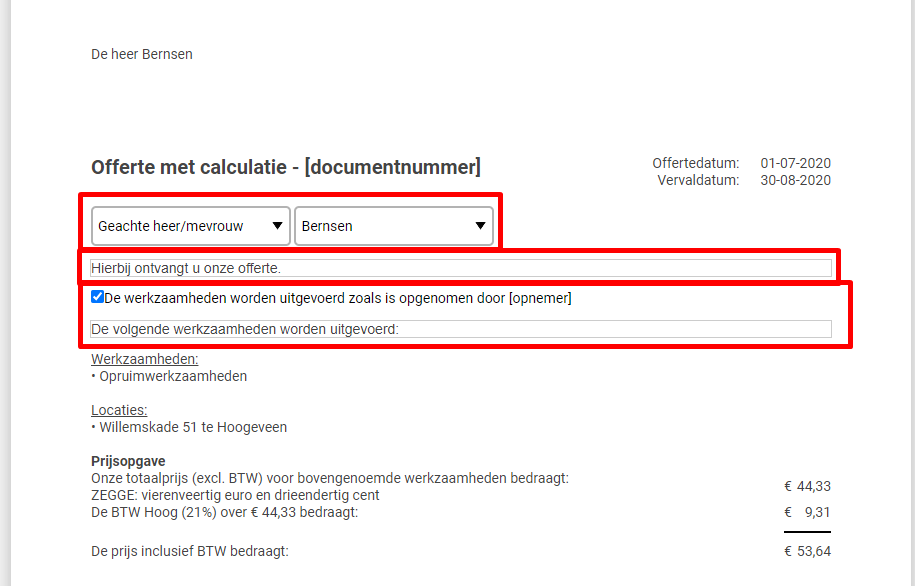 De heer Bernsen
Offerte met calculatie - [documentnummer]
Offertedatum: 01-07-2020
Vervaldatum: 30-08-2020
Geachte heer/mevrouw Bernsen
Hierbij ontvangt u onze offerte.
De werkzaamheden worden uitgevoerd zoals is opgenomen door [opnemer]
De volgende werkzaamheden worden uitgevoerd:
Werkzaamheden:
• Opruimwerkzaamheden
Locaties:
• Willemskade 51 te Hoogeveen
Prijsopgave
Onze totaalprijs (excl. BTW) voor bovengenoemde werkzaamheden bedraagt: € 44,33
ZEGGE: vierenveertig euro en drieendertig cent
De BTW Hoog (21%) over € 44,33 bedraagt: € 9,31
De prijs inclusief BTW bedraagt: € 53,64